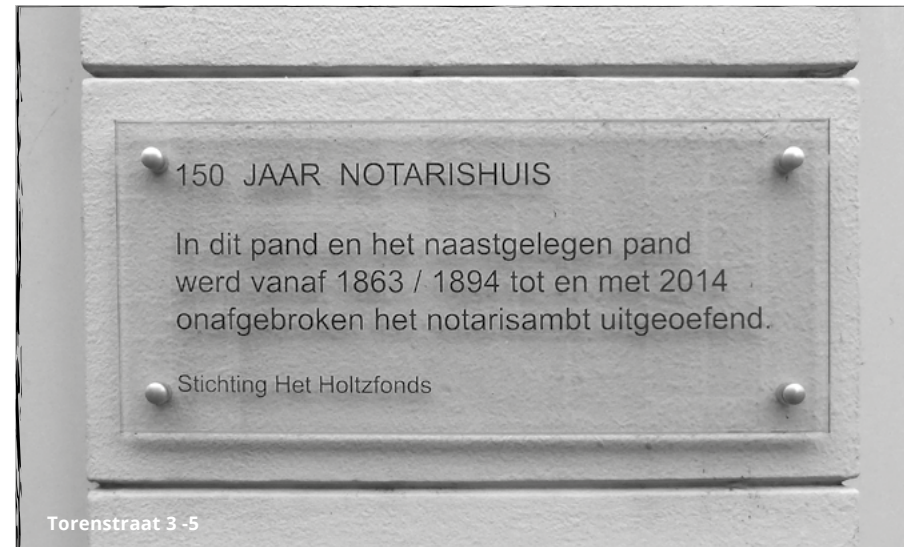 150 JAAR NOTARISHUIS
In dit pand en het naastgelegen pand
werd vanaf 1863 / 1894 tot en met 2014
onafgebroken het notarisambt uitgeoefend.
Stichting Het Holtzfonds
Torenstraat 3 -5